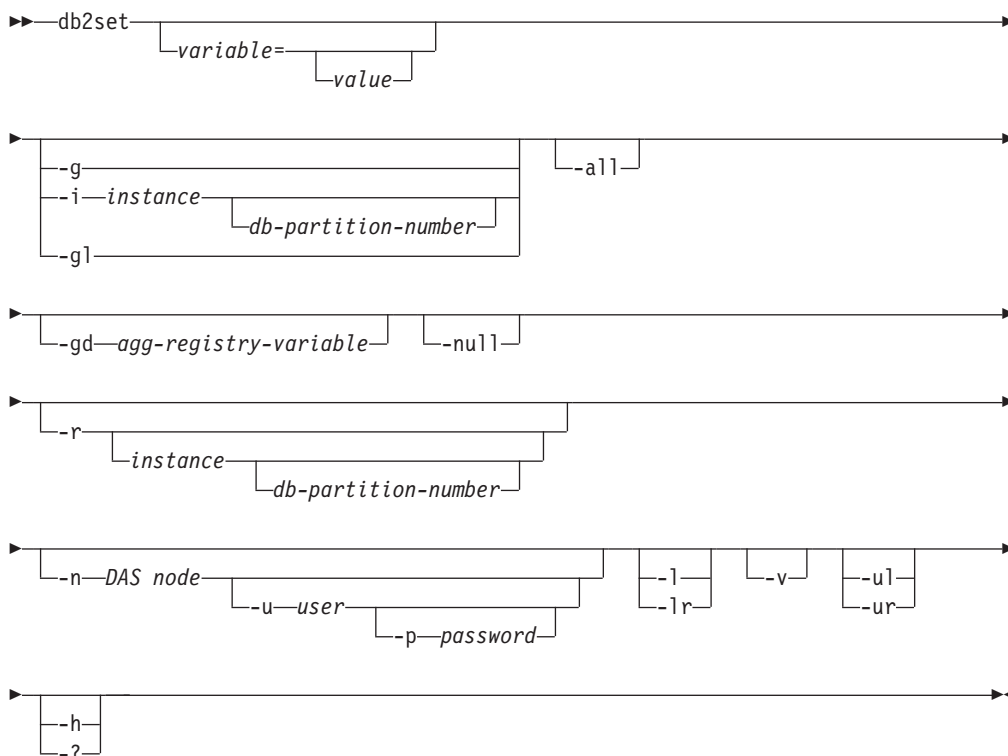 db2set
variable=
value
-g
-all
-i instance
db-partition-number
-gl
-gd agg-registry-variable
-null
-r
instance
db-partition-number
-n DAS node
-l
-v
-ul
-u user
-lr
-ur
-p password
-h
-?